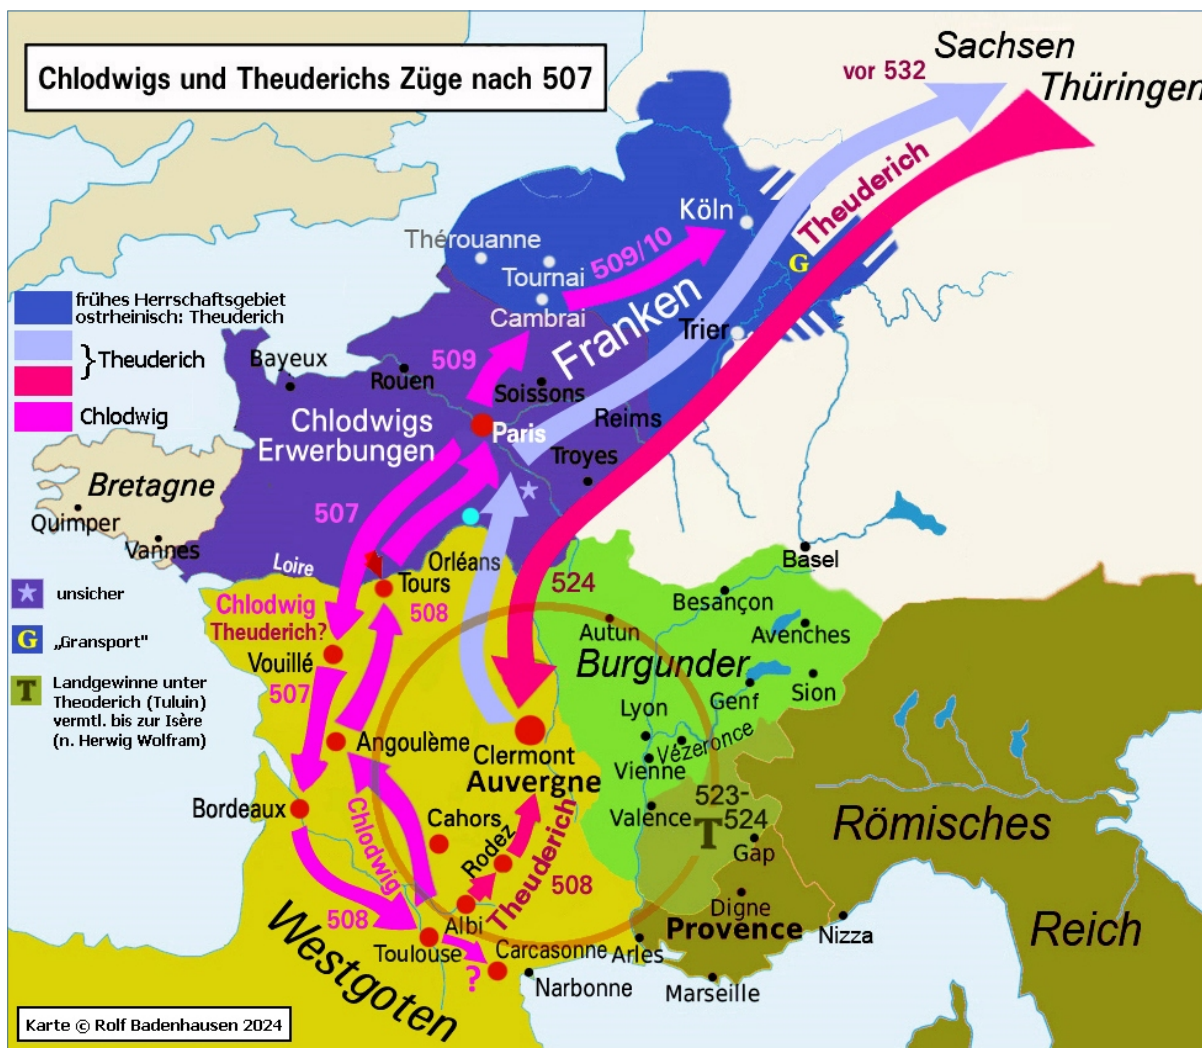 Chlodwigs und Theuderichs Züge nach 507
Sachsen
Thüringen
vor 532
Theuderich
Köln
Thérouanne
Tournai
509/10
Cambrai
G
Franken
Trier
frühes Herrschaftsgebiet
ostrheinisch: Theuderich
} Theuderich
Chlodwig
Bayeux
Rouen
509
Soissons
Reims
Chlodwigs
Erwerbungen
Paris
Troyes
Bretagne
Quimper
Vannes
507
Loire
Orléans
Tours
508
524
Basel
Besançon
Autun
Avenches
Burgunder
Genf
Sion
Lyon
Vézeronce
Vienne
Valence
523-
524
T
Gap
Digne
Provence
Nizza
Arles
Marseille
unsicher
G
„Gransport"
T
Landgewinne unter
Theoderich (Tuluin)
vermtl. bis zur Isère
(n. Herwig Wolfram)
Chlodwig
Theuderich?
Vouillé
507
Angoulème
Bordeaux
Clermont
Auvergne
Chlodwig
Cahors
Rodez
Theuderich
508
508
Albi
Toulouse
?
Carcasonne
Narbonne
Westgoten
Römisches
Reich
Karte © Rolf Badenhausen 2024